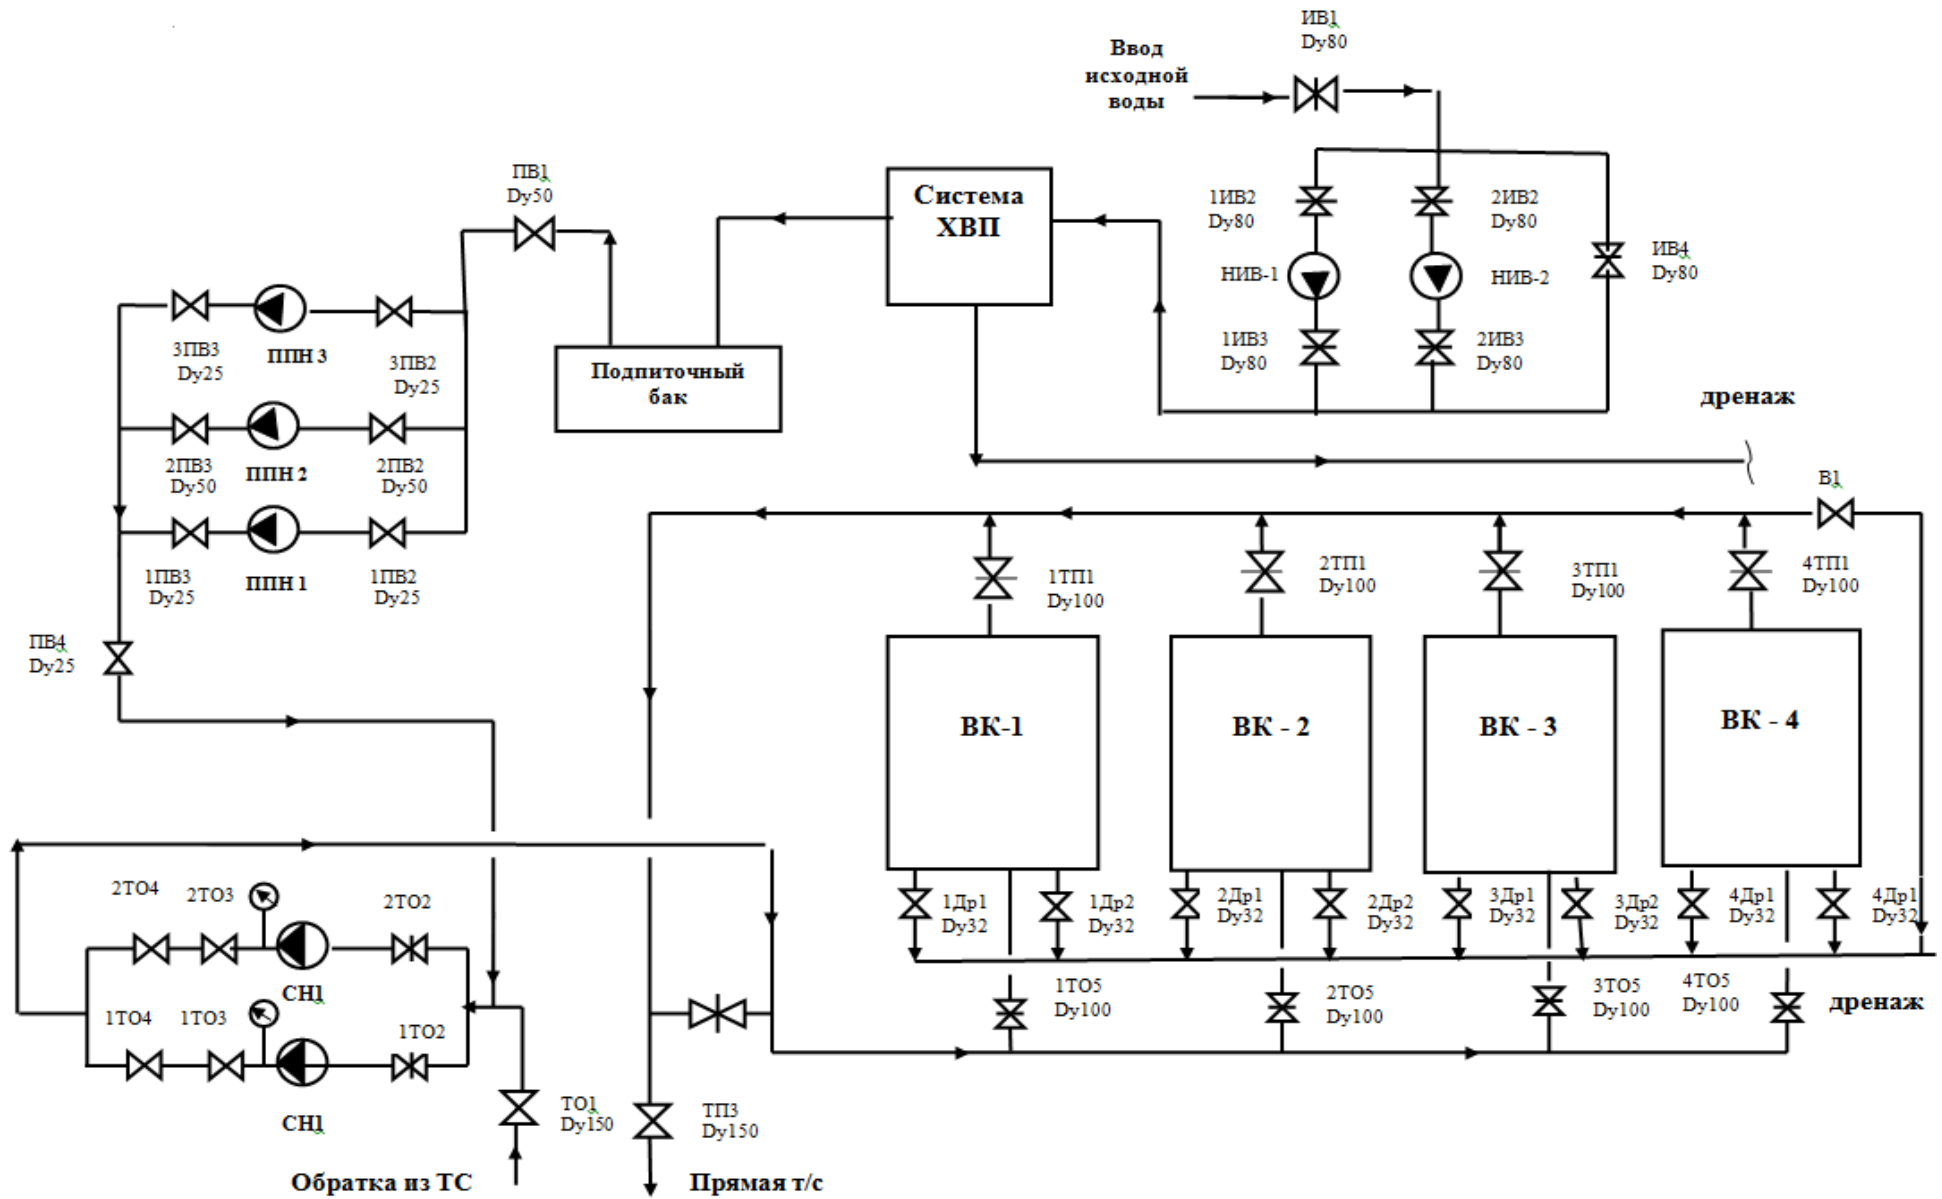 ИВ1
Dy80
Ввод
исходной
воды
ПВ1
Dy50
Система
ХВП
1ИВ2
Dy80
2ИВ2
Dy80
НИВ-1
НИВ-2
ИВ4
Dy80
1ИВ3
Dy80
2ИВ3
Dy80
3ПВ3
Dy25
ППН 3
3ПВ2
Dy25
Подпиточный
бак
дренаж
2ПВ3
Dy50
ППН 2
2ПВ2
Dy50
В1
1ПВ3
Dy25
ППН 1
1ПВ2
Dy25
1ТП1
Dy100
2ТП1
Dy100
3ТП1
Dy100
4ТП1
Dy100
ПВ4
Dy25
ВК-1
ВК - 2
ВК - 3
ВК - 4
2ТО4
2ТО3
2ТО2
1Др1
Dy32
1Др2
Dy32
2Др1
Dy32
2Др2
Dy32
3Др1
Dy32
3Др2
Dy32
4Др1
Dy32
4Др1
Dy32
СН1
1ТО4
1ТО3
1ТО2
1ТО5
Dy100
2ТО5
Dy100
3ТО5
Dy100
4ТО5
Dy100
дренаж
СН1
ТО1
Dy150
ТП3
Dy150
Обратка из ТС
Прямая т/с